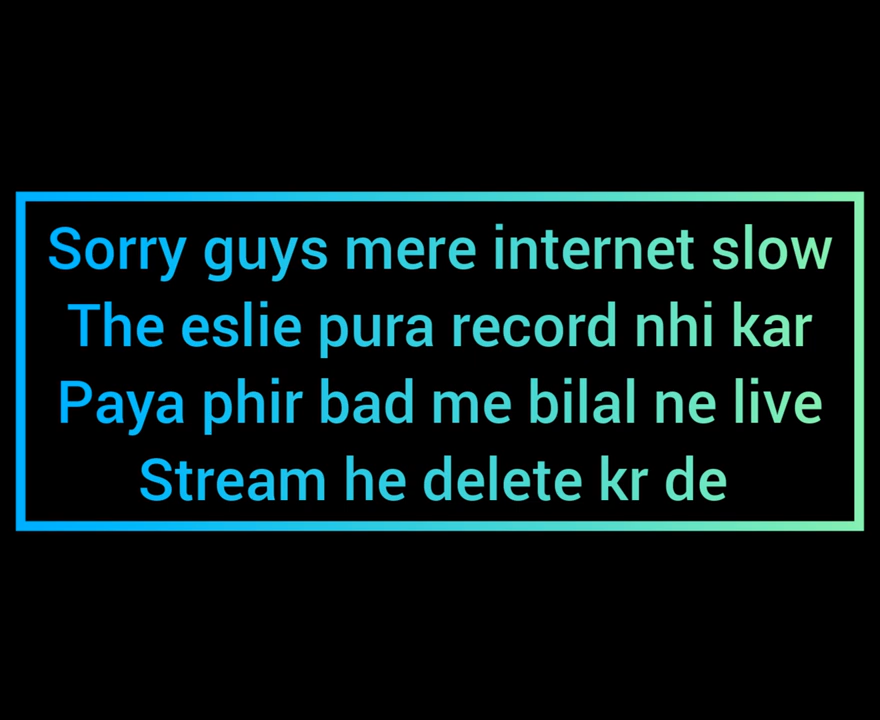 Sorry guys mere internet slow
The eslie pura record nhi kar
Paya phir bad me bilal ne live
Stream he delete kr de